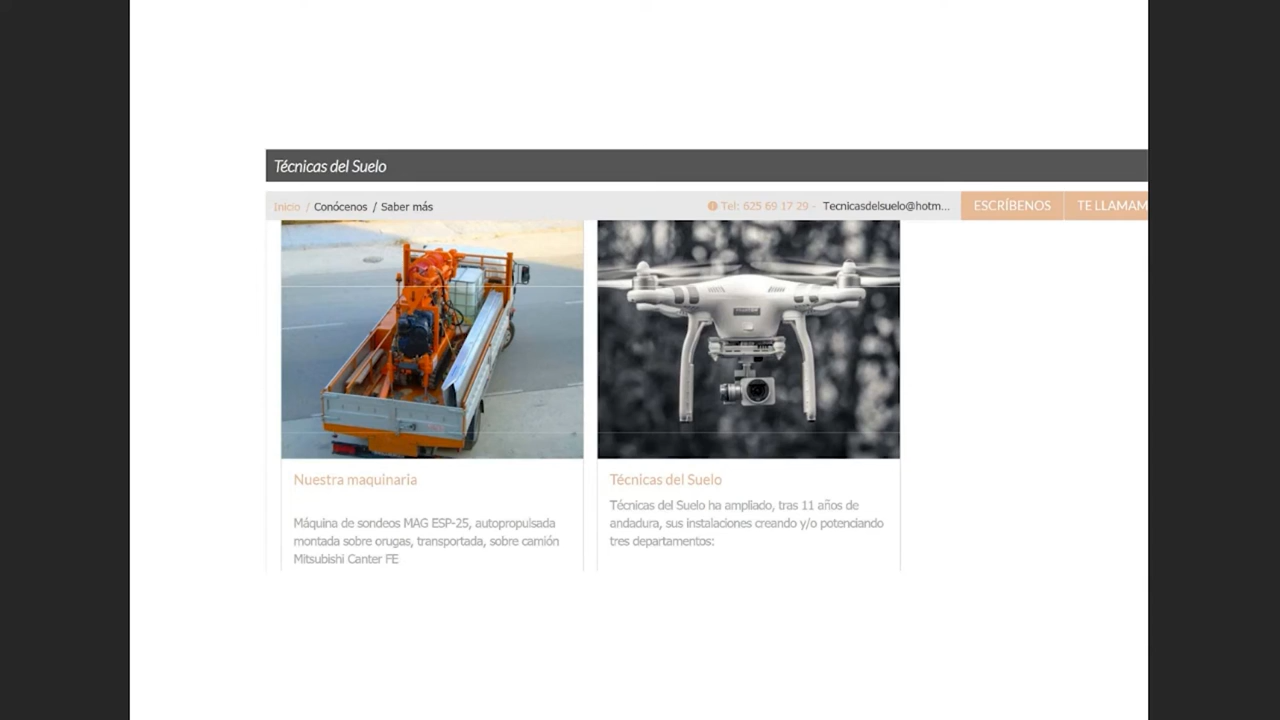 Técnicas del Suelo
Inicio / Conócenos / Saber más
Tel: 625 69 17 29 - Tecnicasdelsuelo@hotm...
ESCRÍBENOS
TE LLAMAM
Nuestra maquinaria
Máquina de sondeos MAG ESP-25, autopropulsada
montada sobre orugas, transportada, sobre camión
Mitsubishi Canter FE
Técnicas del Suelo
Técnicas del Suelo ha ampliado, tras 11 años de
andadura, sus instalaciones creando y/o potenciando
tres departamentos: